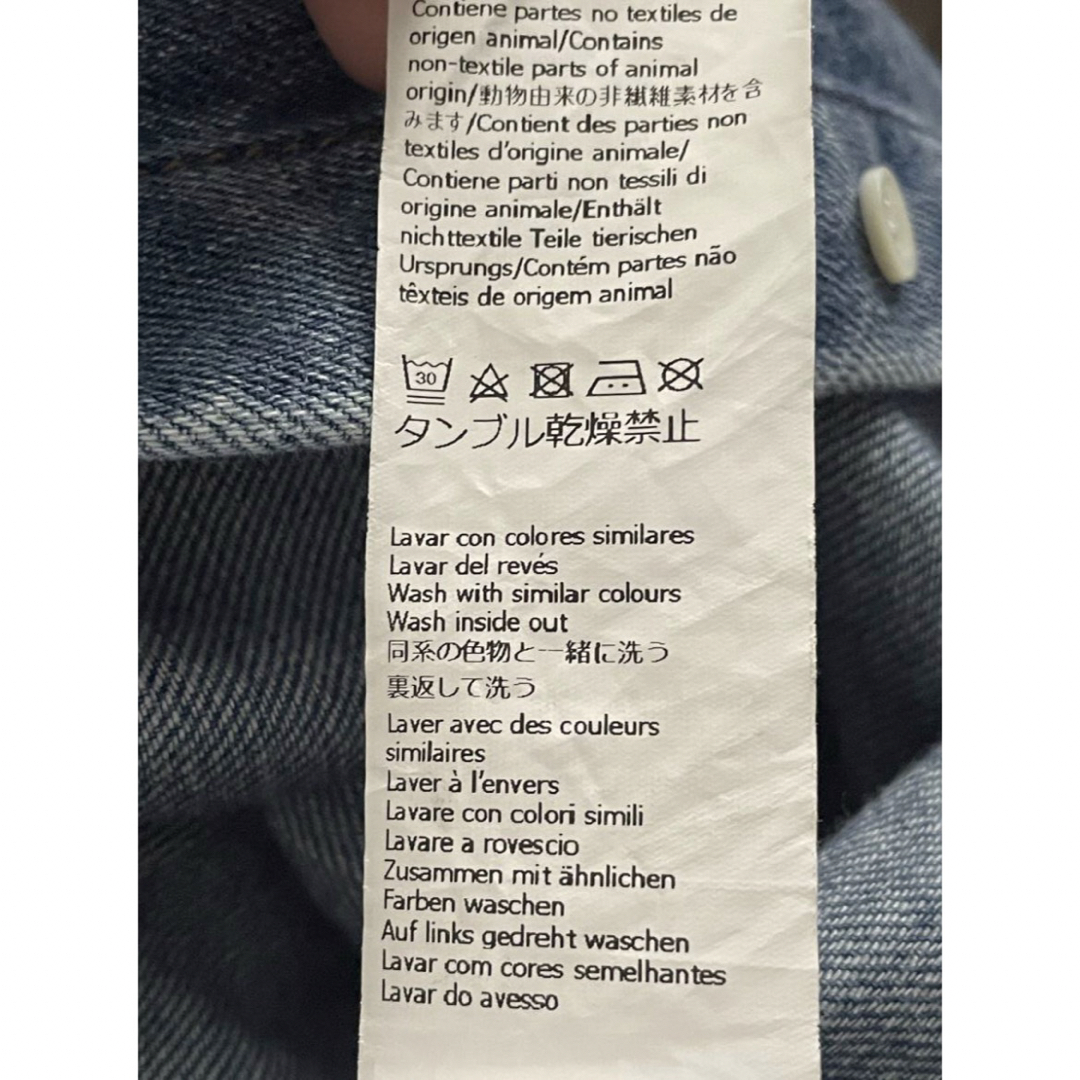 Contiene partes no textiles de
origen animal/Contains
non-textile parts of animal
origin/動物由来の非繊維素材を含
みます/Contient des parties non
textiles d'origine animale/
Contiene parti non tessili di
origine animale/Enthält
nichttextile Teile tierischen
Ursprungs/Contém partes não
têxteis de origem animal
30
タンブル乾燥禁止
Lavar con colores similares
Lavar del revés
Wash with similar colours
Wash inside out
同系の色物と一緒に洗う
裏返して洗う
Laver avec des couleurs
similaires
Laver à l'envers
Lavare con colori simili
Lavare a rovescio
Zusammen mit ähnlichen
Farben waschen
Auf links gedreht waschen
Lavar com cores semelhantes
Lavar do avesso